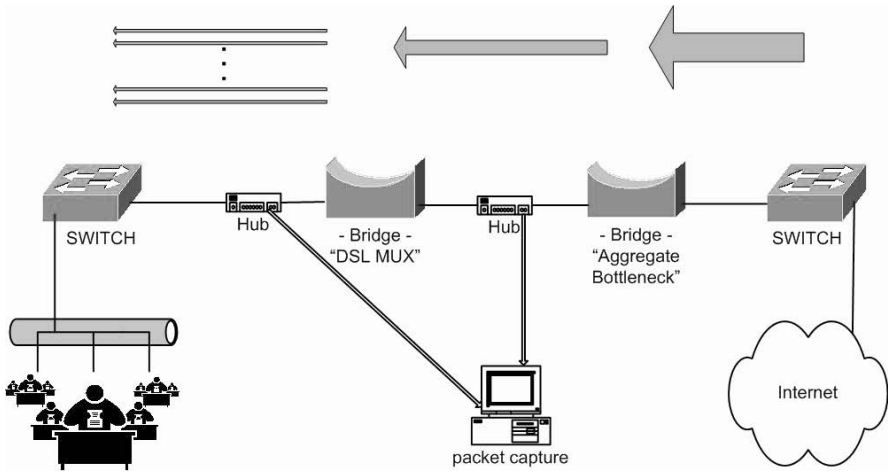 SWITCH
Hub
- Bridge -
“DSL MUX”
Hub
- Bridge -
“Aggregate
Bottleneck”
SWITCH
Internet
packet capture